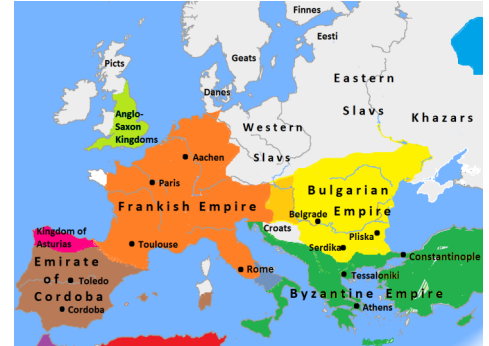 Finnes
Eesti
Geats
Picts
Danes
Eastern
Slavs
Khazars
Anglo-
Saxon
Kingdoms
Western
Slavs
Aachen
Paris
Frankish Empire
Bulgarian
Empire
Belgrade
Pliska
Serdika
Croats
Kingdom of
Asturias
Toulouse
Constantinople
Emirate
of
Cordoba
Toledo
Cordoba
Rome
Tessaloniki
Byzantine Empire
Athens